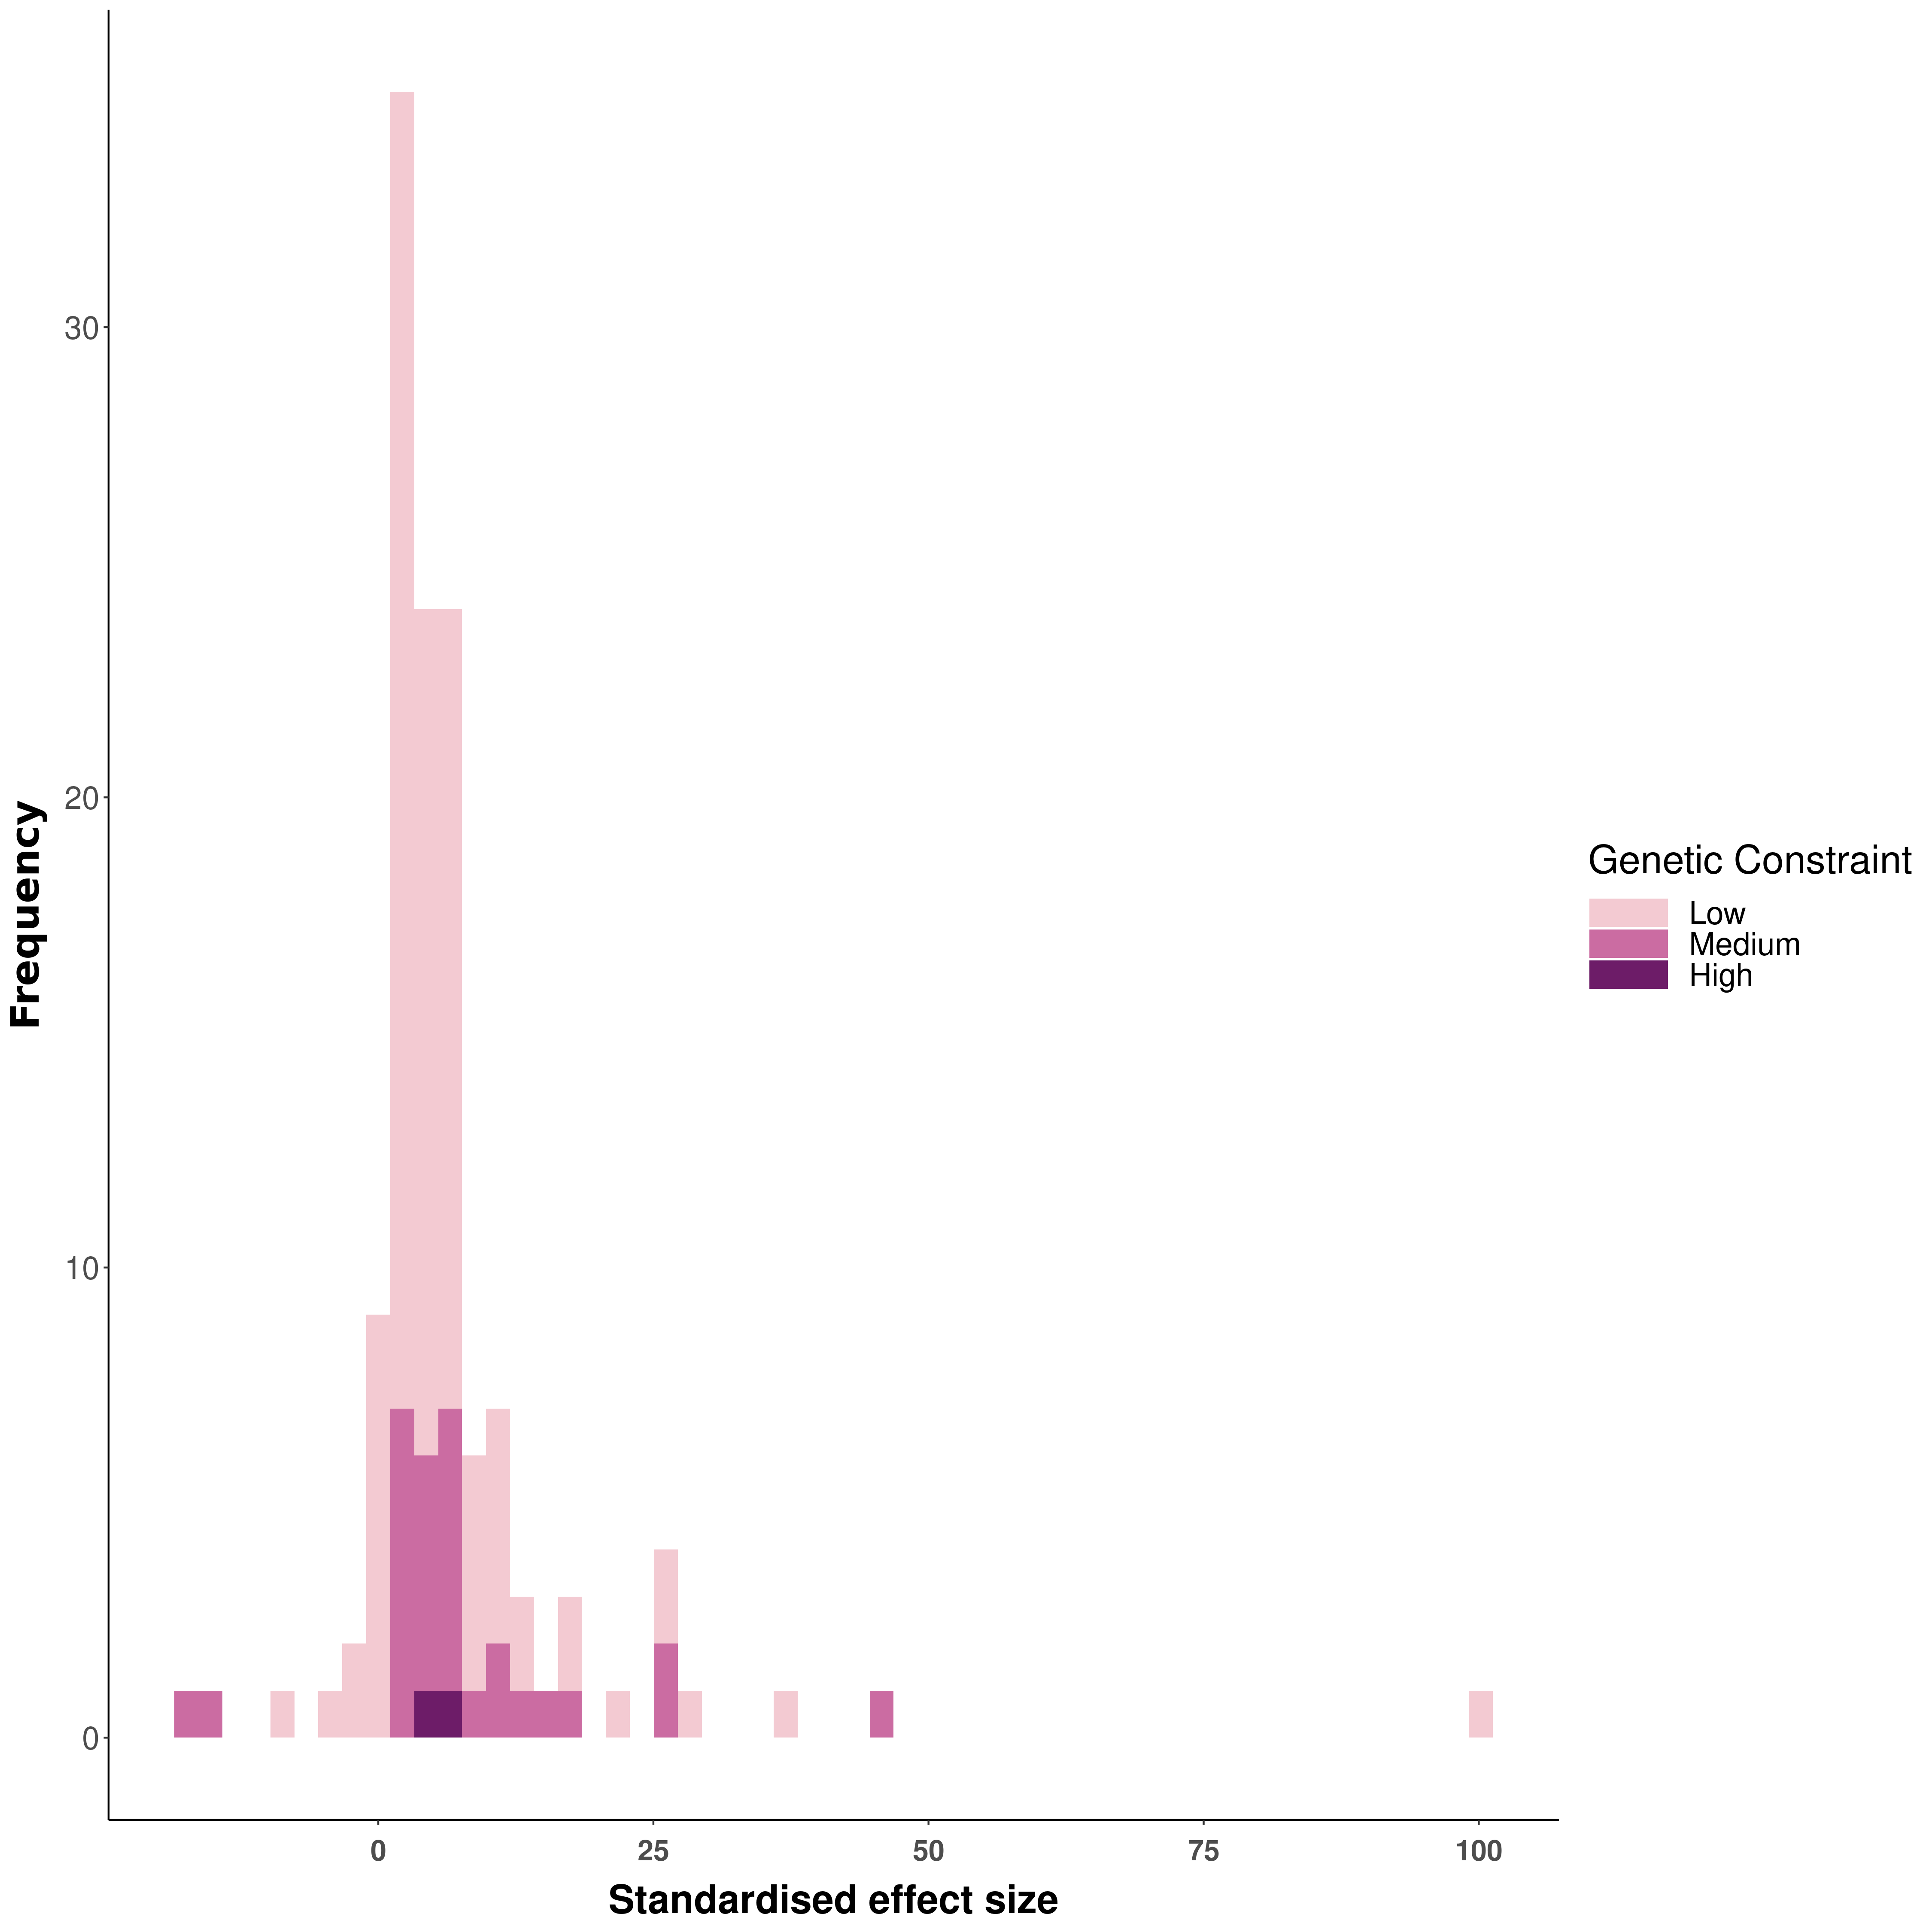 Frequency
30
20
10
0
0 25 50 75 100
Standardised effect size
Genetic Constraint
Low
Medium
High